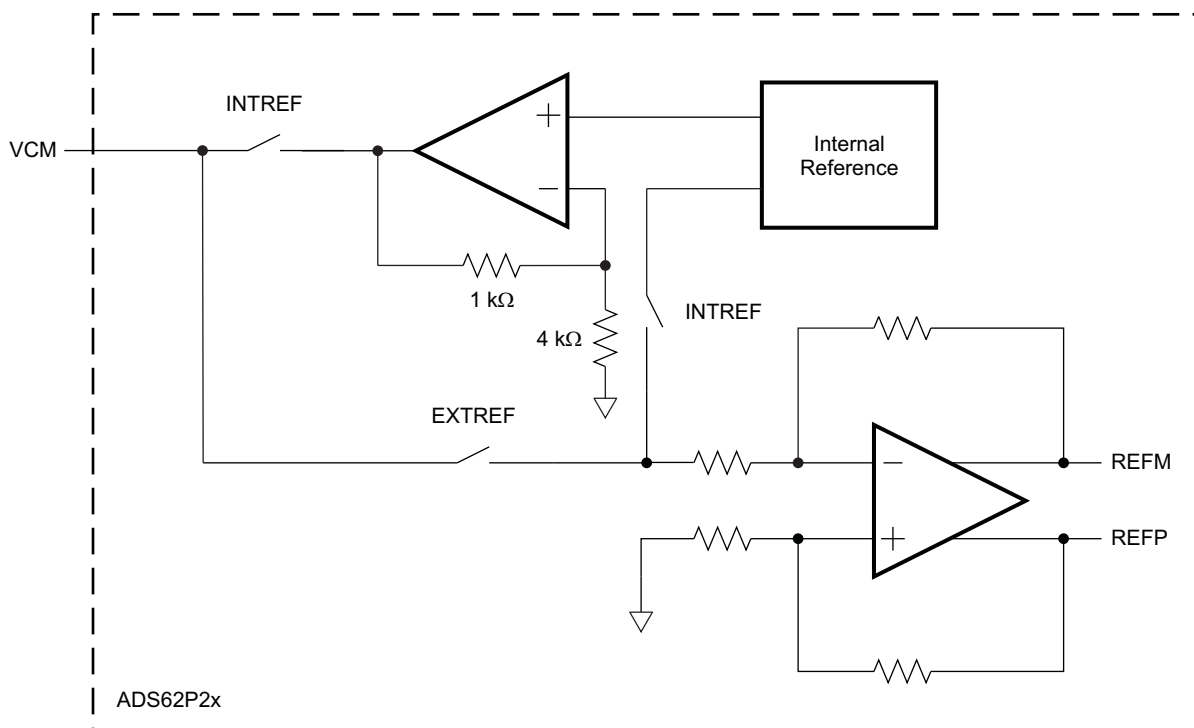 INTREF
VCM
+
−
Internal
Reference
1 kΩ
4 kΩ
INTREF
EXTREF
−
+
REFM
REFP
ADS62P2x